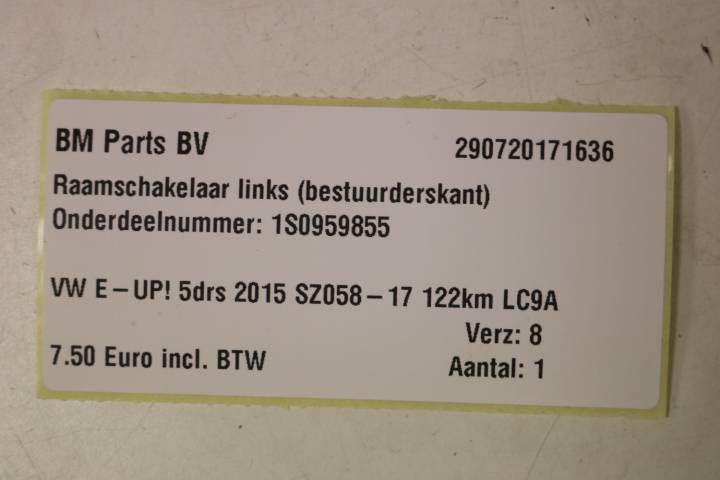 BM Parts BV 290720171636
Raamschakelaar links (bestuurderskant)
Onderdeelnummer: 1S0959855
VW E-UP! 5drs 2015 SZ058-17 122km LC9A
Verz: 8
7.50 Euro incl. BTW Aantal: 1